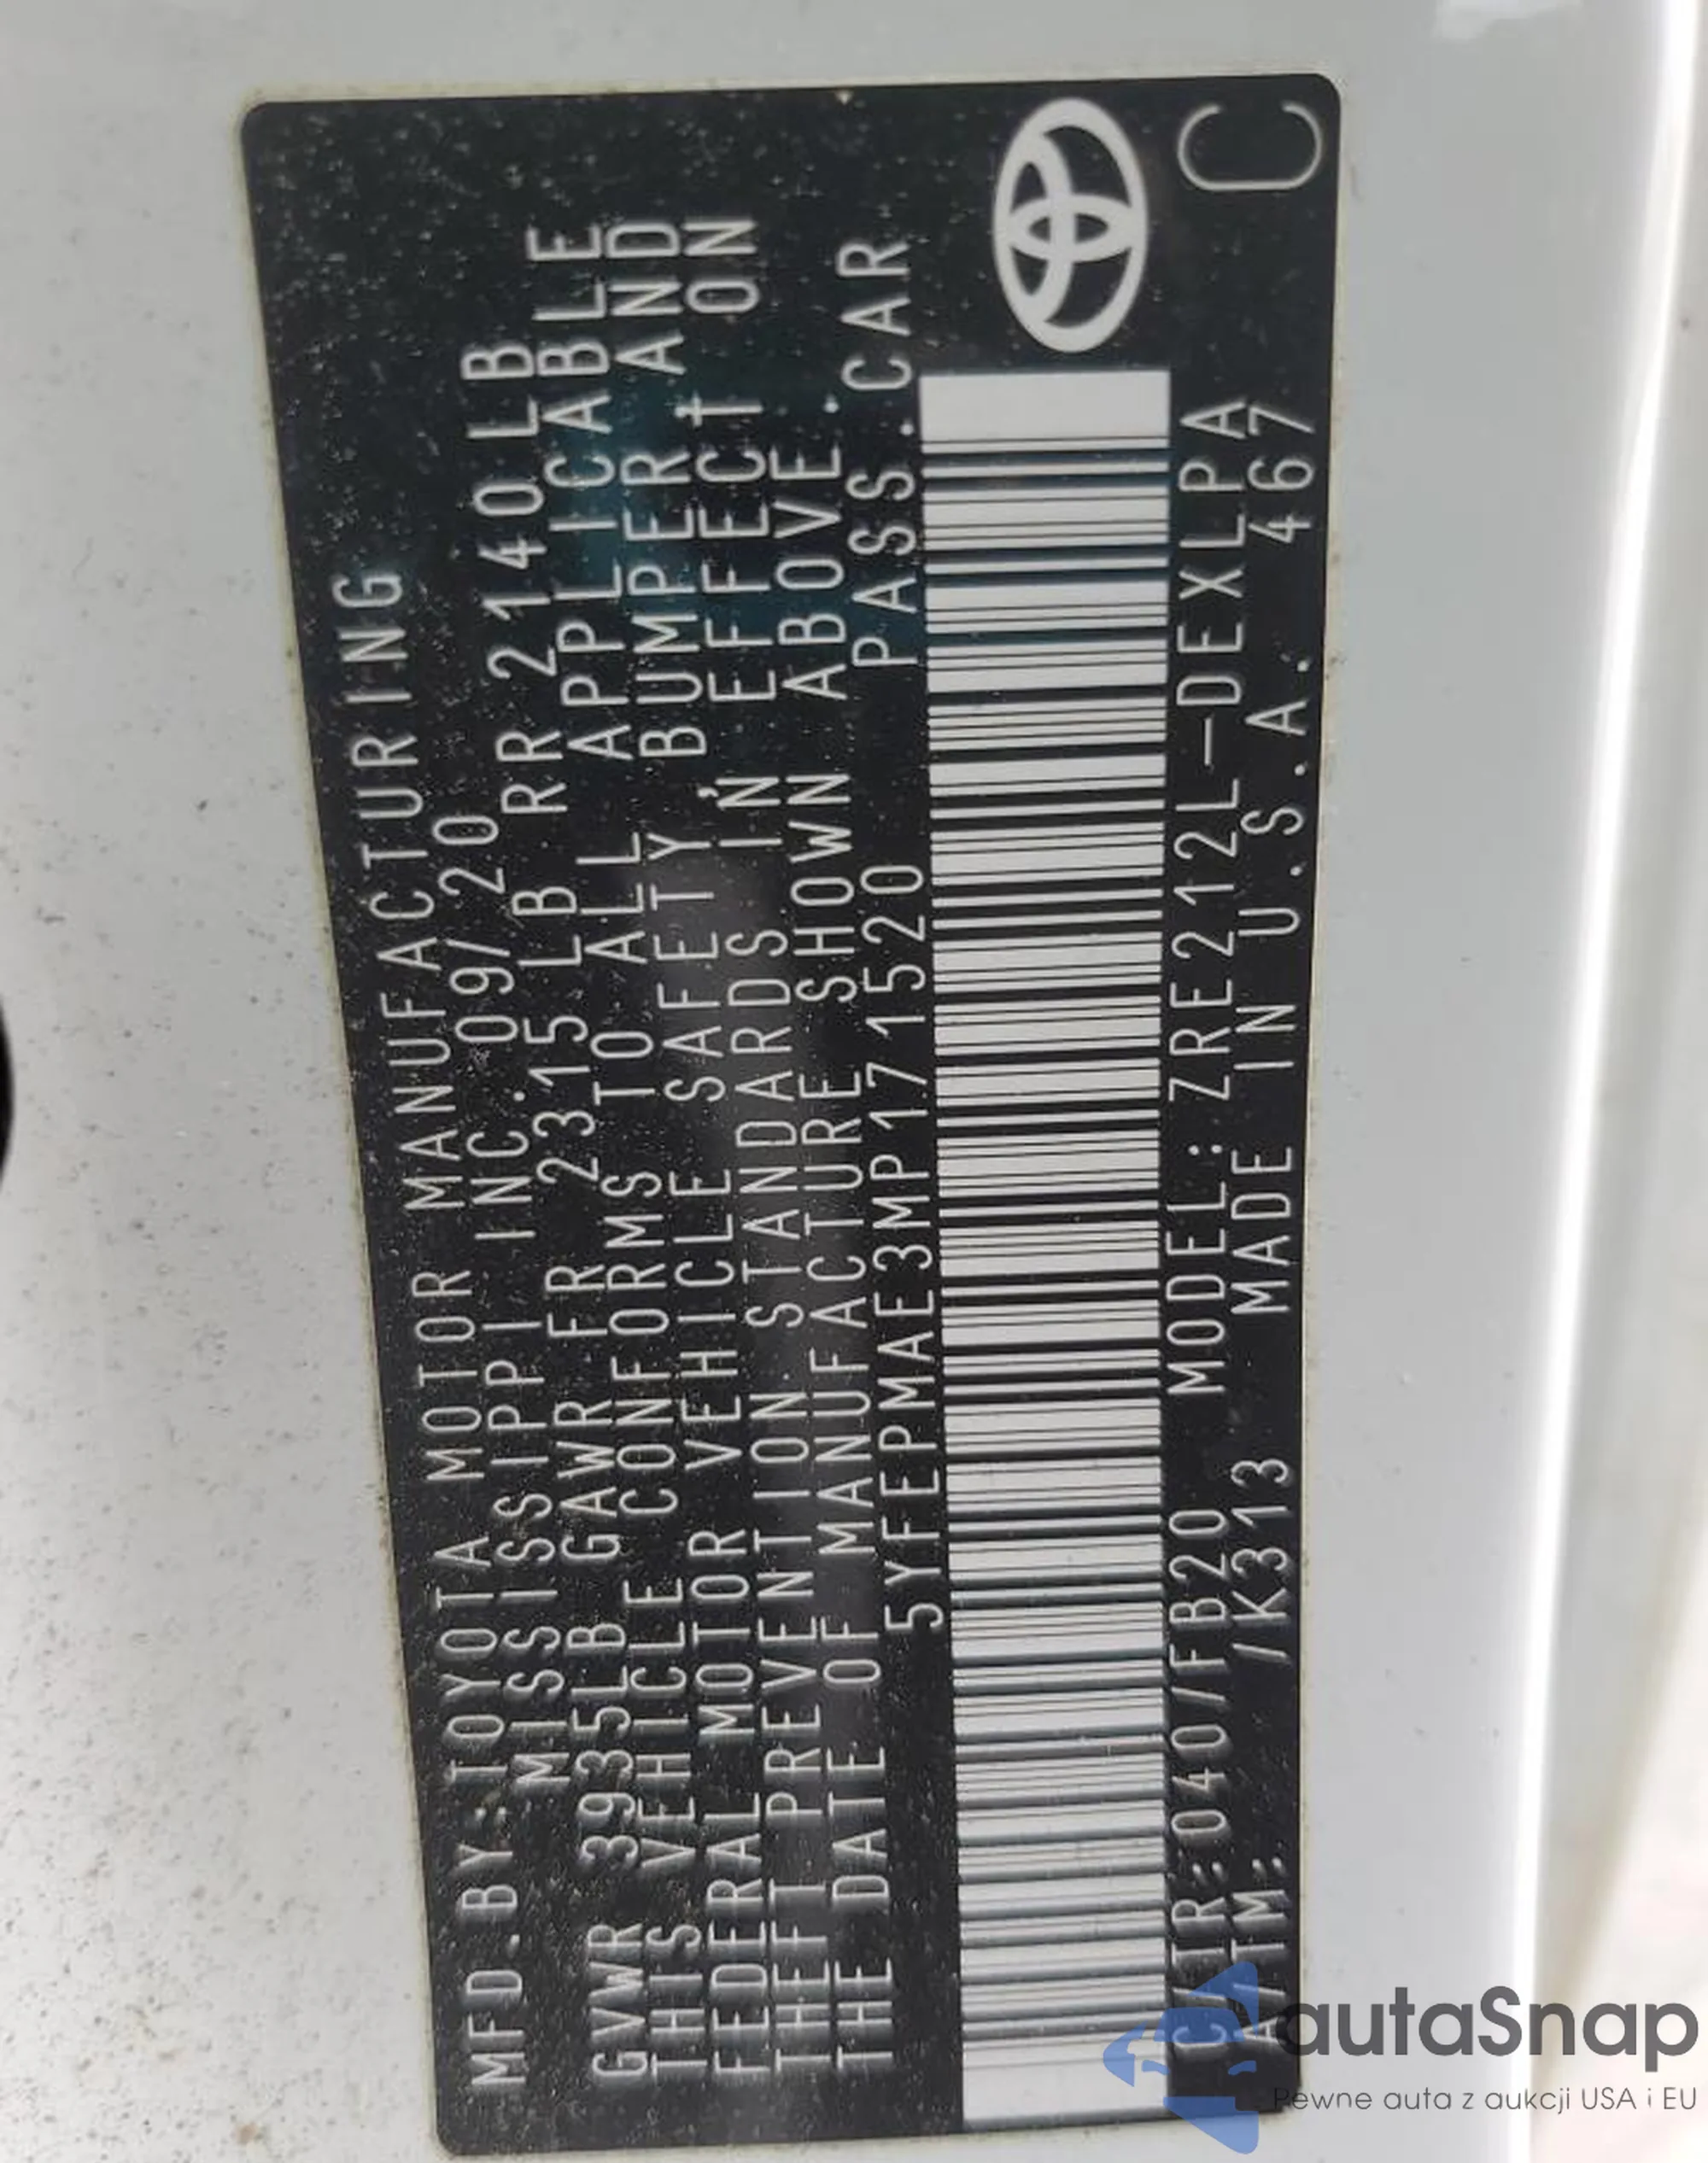 MFD.BY:TOYOTA MOTOR MANUFACTURING
MISSISSIPPI INC. 09/20
GVWR 3935LB GAWR FR 2315LB RR 2140LB
THIS VEHICLE CONFORMS TO ALL APPLICABLE
FEDERAL MOTOR VEHICLE SAFETY, BUMPER, AND
THEFT PREVENTION STANDARDS IN EFFECT ON
THE DATE OF MANUFACTURE SHOWN ABOVE.
5YFEPMAE3MP171520 PASS.CAR
C/TR:040/FB20 MODEL: ZRE212L-DEXLPA
A/TM: /K313 MADE IN U.S.A. 467
C
autaSnap
Pewne auta z aukcji USA i EU